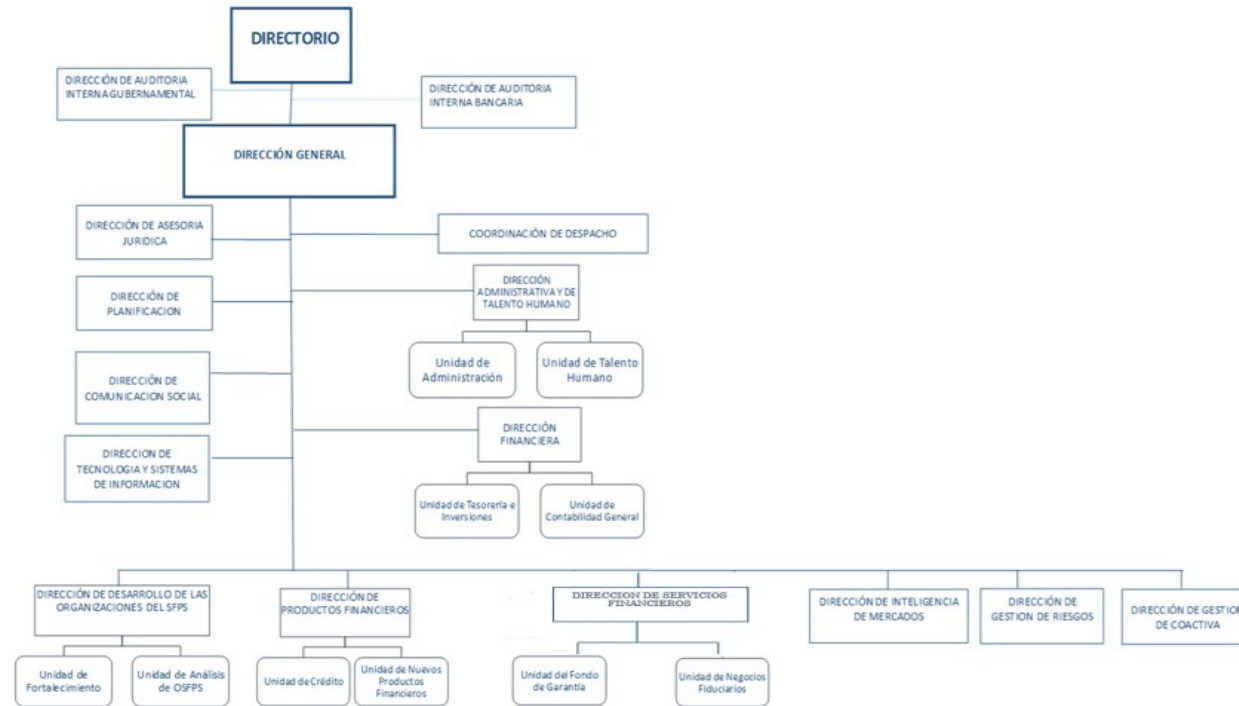 DIRECTORIO
DIRECCIÓN DE AUDITORIA
INTERNA GUBERNAMENTAL
DIRECCIÓN DE AUDITORIA
INTERNA BANCARIA
DIRECCIÓN GENERAL
DIRECCIÓN DE ASESORIA
JURIDICA
COORDINACIÓN DE DESPACHO
DIRECCIÓN DE
PLANIFICACION
DIRECCIÓN
ADMINISTRATIVA Y DE
TALENTO HUMANO
Unidad de
Administración
Unidad de Talento
Humano
DIRECCIÓN DE
COMUNICACION SOCIAL
DIRECCIÓN
FINANCIERA
DIRECCION DE
TECNOLOGIA Y SISTEMAS
DE INFORMACION
Unidad de Tesorería e
Inversiones
Unidad de
Contabilidad General
DIRECCIÓN DE DESARROLLO DE LAS
ORGANIZACIONES DEL SFPS
DIRECCIÓN DE
PRODUCTOS FINANCIEROS
DIRECCION DE SERVICIOS
FINANCIEROS
DIRECCIÓN DE INTELIGENCIA
DE MERCADOS
DIRECCIÓN DE
GESTION DE RIESGOS
DIRECCIÓN DE GESTION
DE COACTIVA
Unidad de
Fortalecimiento
Unidad de Análisis
de OSFPS
Unidad de Crédito
Unidad de Nuevos
Productos
Financieros
Unidad del Fondo
de Garantía
Unidad de Negocios
Fiduciarios